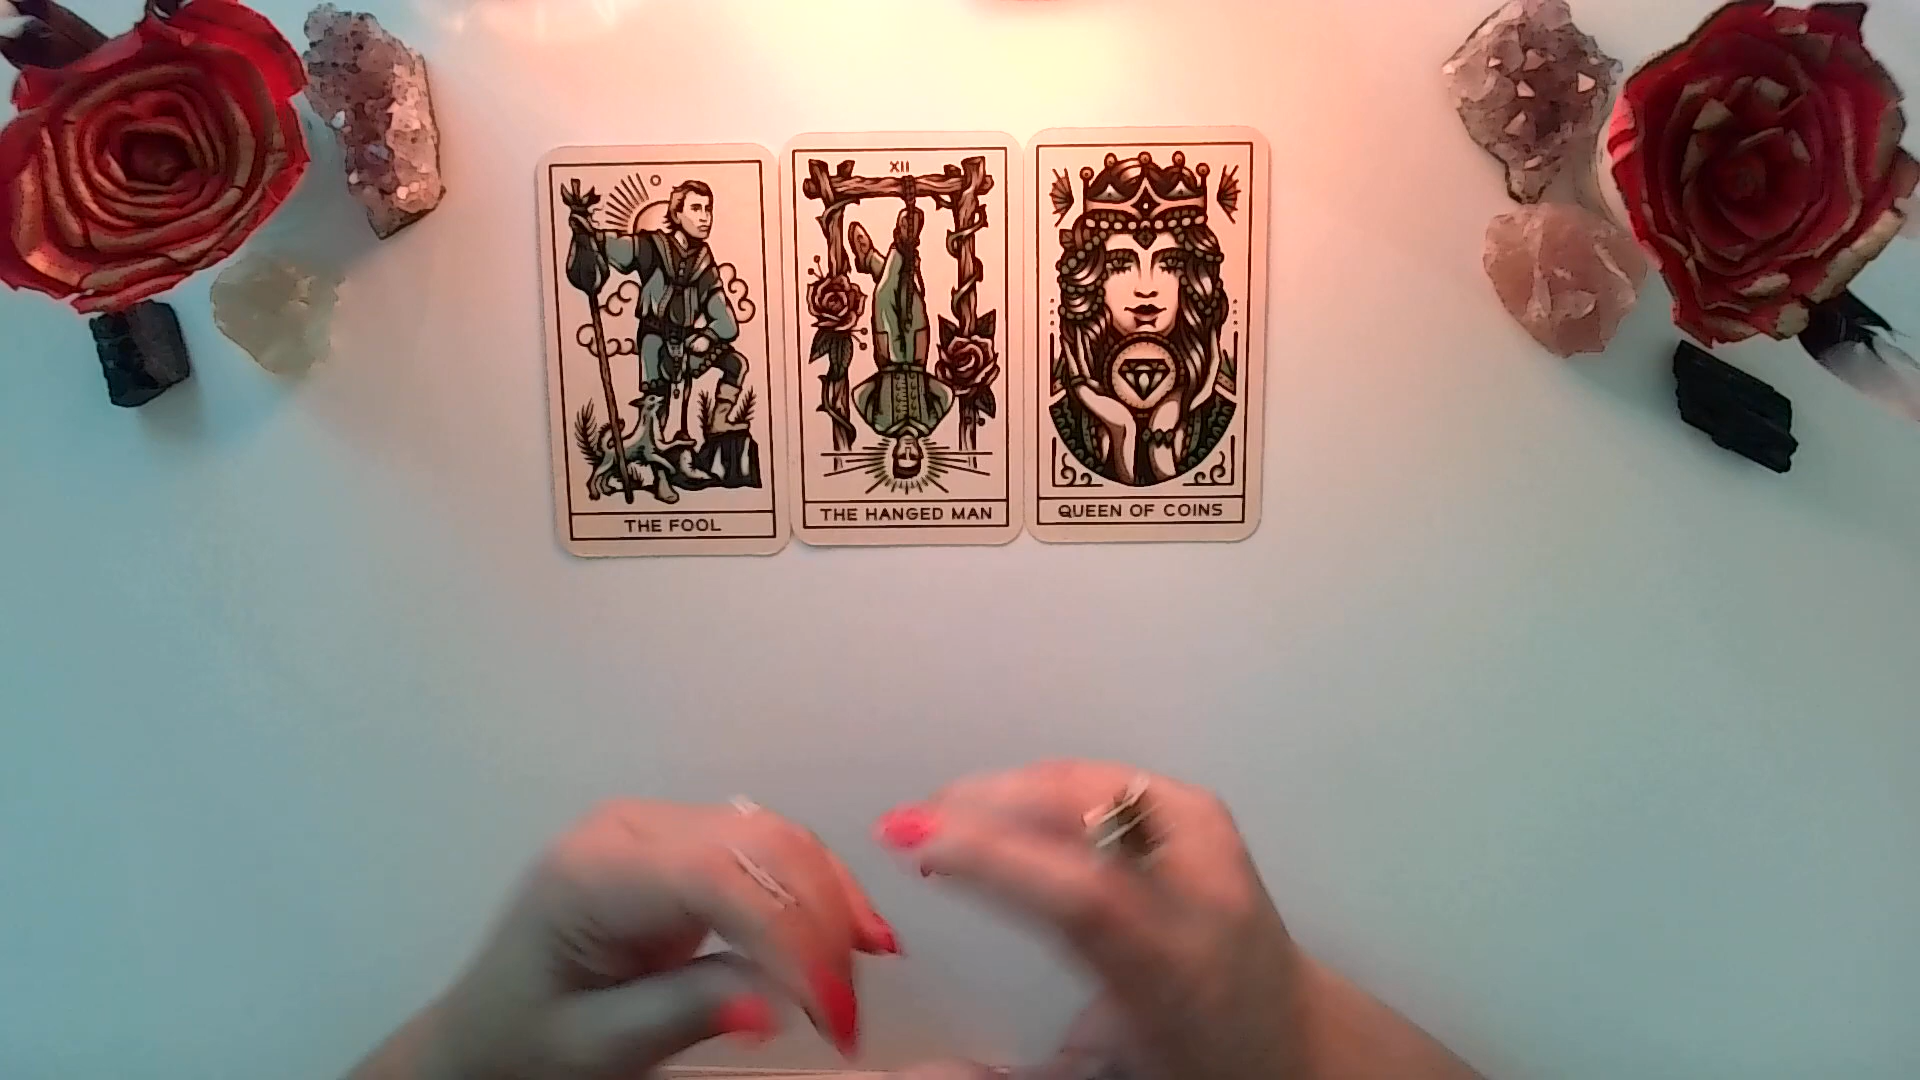 THE FOOL
XII
THE HANGED MAN
QUEEN OF COINS